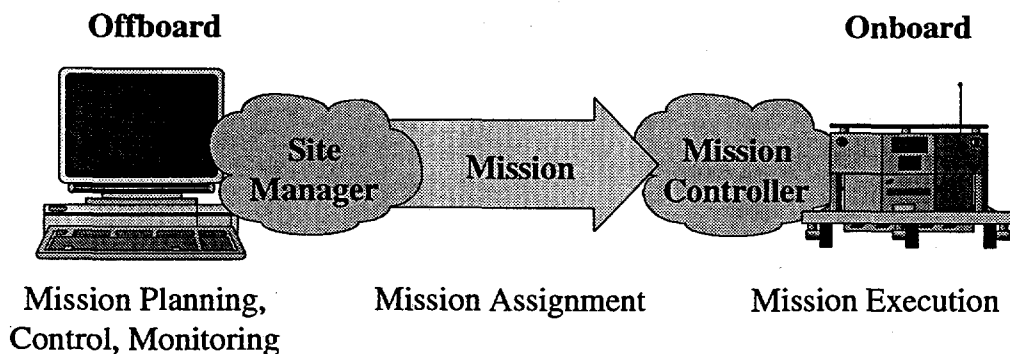 Offboard
Onboard
Site
Manager
Mission
Mission
Controller
Mission Planning,
Control, Monitoring
Mission Assignment
Mission Execution